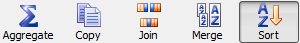 Σ A Z A Z A Z
Aggregate Copy Join Merge Sort